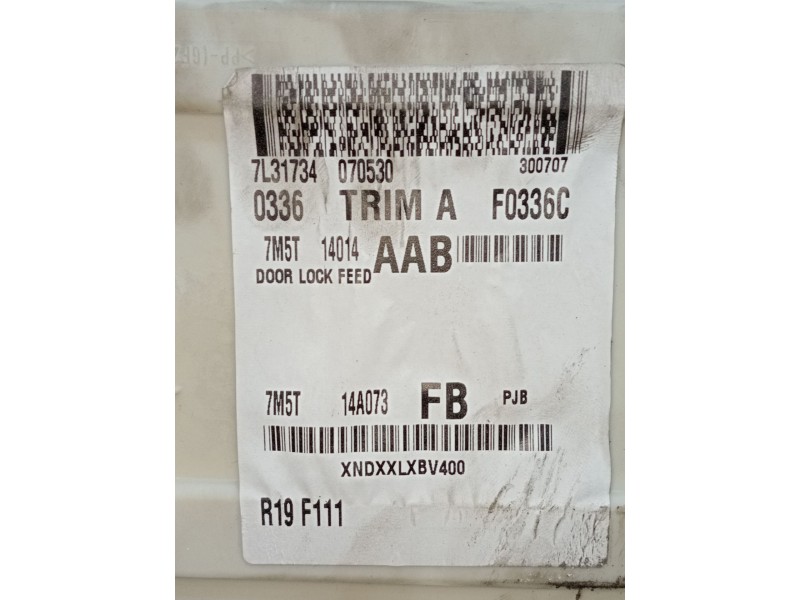 7L31734 070530 300707
0336 TRIM A F0336C
7M5T 14014 AAB
DOOR LOCK FEED
7M5T 14A073 FB PJB
XNDXXLXBV400
R19 F111